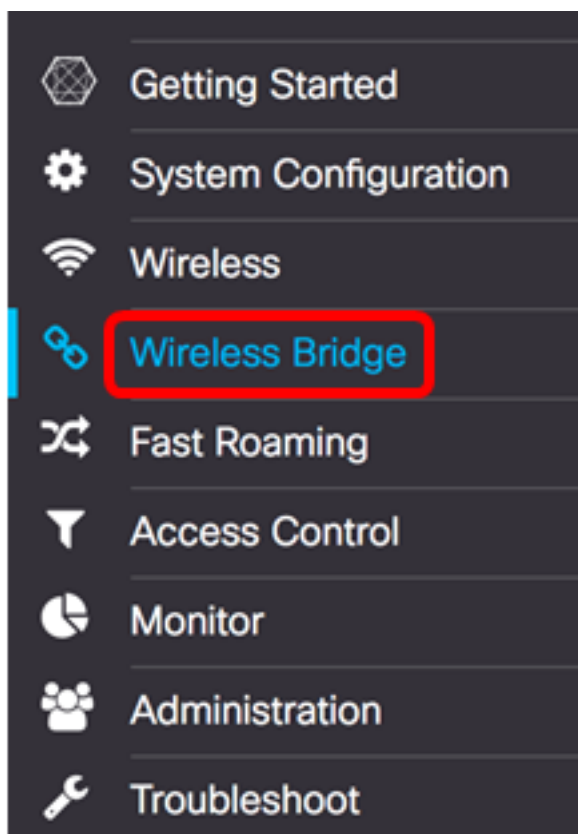 Getting Started
System Configuration
Wireless
Wireless Bridge
Fast Roaming
Access Control
Monitor
Administration
Troubleshoot